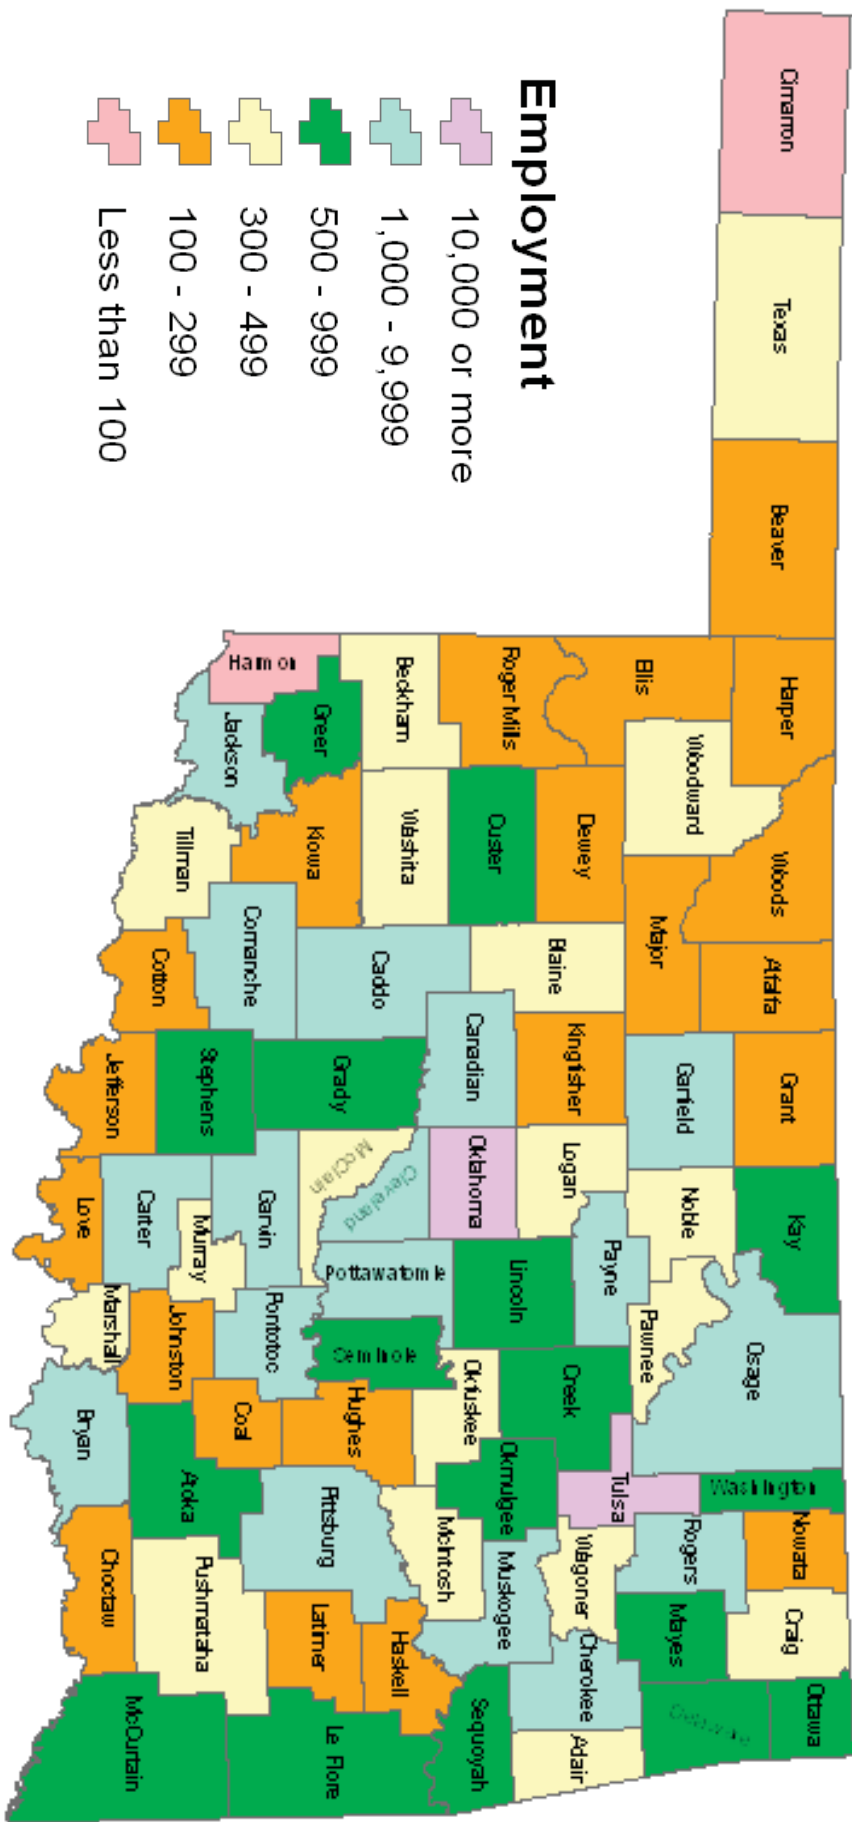 Cimarron
Texas
Beaver
Harper
Woods
Alfalfa
Grant
Kay
Osage
Washington
Nowata
Craig
Ottawa
Ellis
Woodward
Major
Garfield
Noble
Pawnee
Rogers
Mayes
Delaware
Roger Mills
Dewey
Blaine
Kingfisher
Logan
Payne
Creek
Tulsa
Wagoner
Cherokee
Adair
Beckham
Custer
Washita
Caddo
Canadian
Oklahoma
Lincoln
Okfuskee
Okmulgee
Muskogee
McIntosh
Sequoyah
Harmon
Greer
Kiowa
Jackson
Tillman
Comanche
Cotton
Grady
McClain
Cleveland
Pottawatomie
Seminole
Hughes
Pittsburg
Haskell
Latimer
Le Flore
Stephens
Garvin
Murray
Pontotoc
Coal
Jefferson
Carter
Johnston
Atoka
Pushmataha
McCurtain
Love
Marshall
Bryan
Choctaw
Employment
10,000 or more
1,000 - 9,999
500 - 999
300 - 499
100 - 299
Less than 100